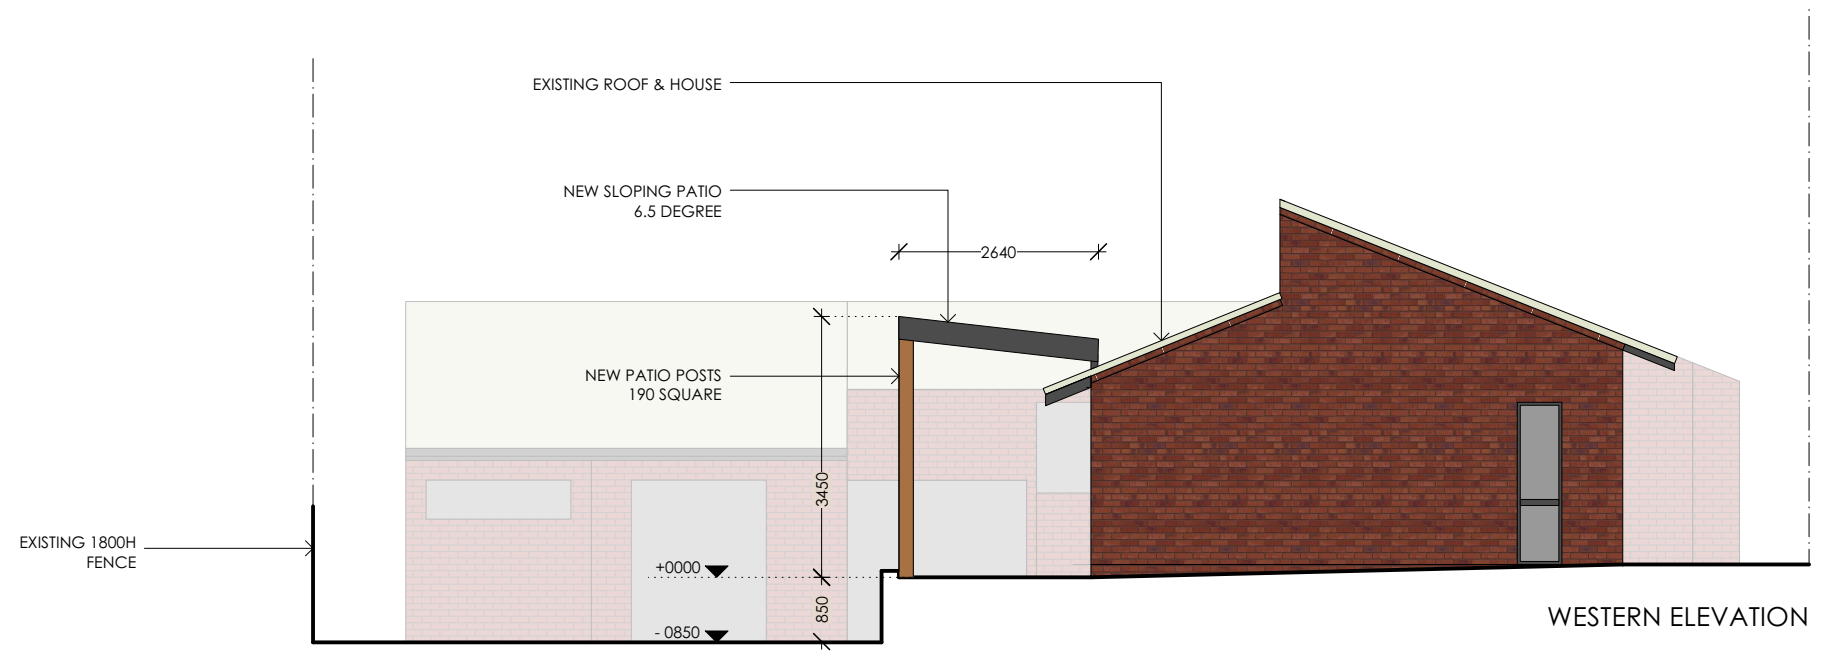 EXISTING ROOF & HOUSE
NEW SLOPING PATIO
6.5 DEGREE
2640
NEW PATIO POSTS
190 SQUARE
3450
EXISTING 1800H
FENCE
+0000
850
- 0850
WESTERN ELEVATION